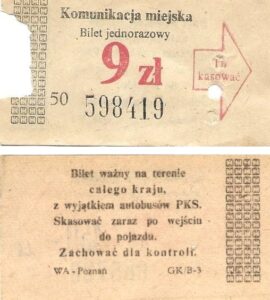 Komunikacja miejska
Bilet jednorazowy
9 zł
Tu
kasować
50 598419
Bilet ważny na terenie
całego kraju,
z wyjątkiem autobusów PKS.
Skasować zaraz po wejściu
do pojazdu.
Zachować dla kontroli.
WA - Poznań GK/B-3